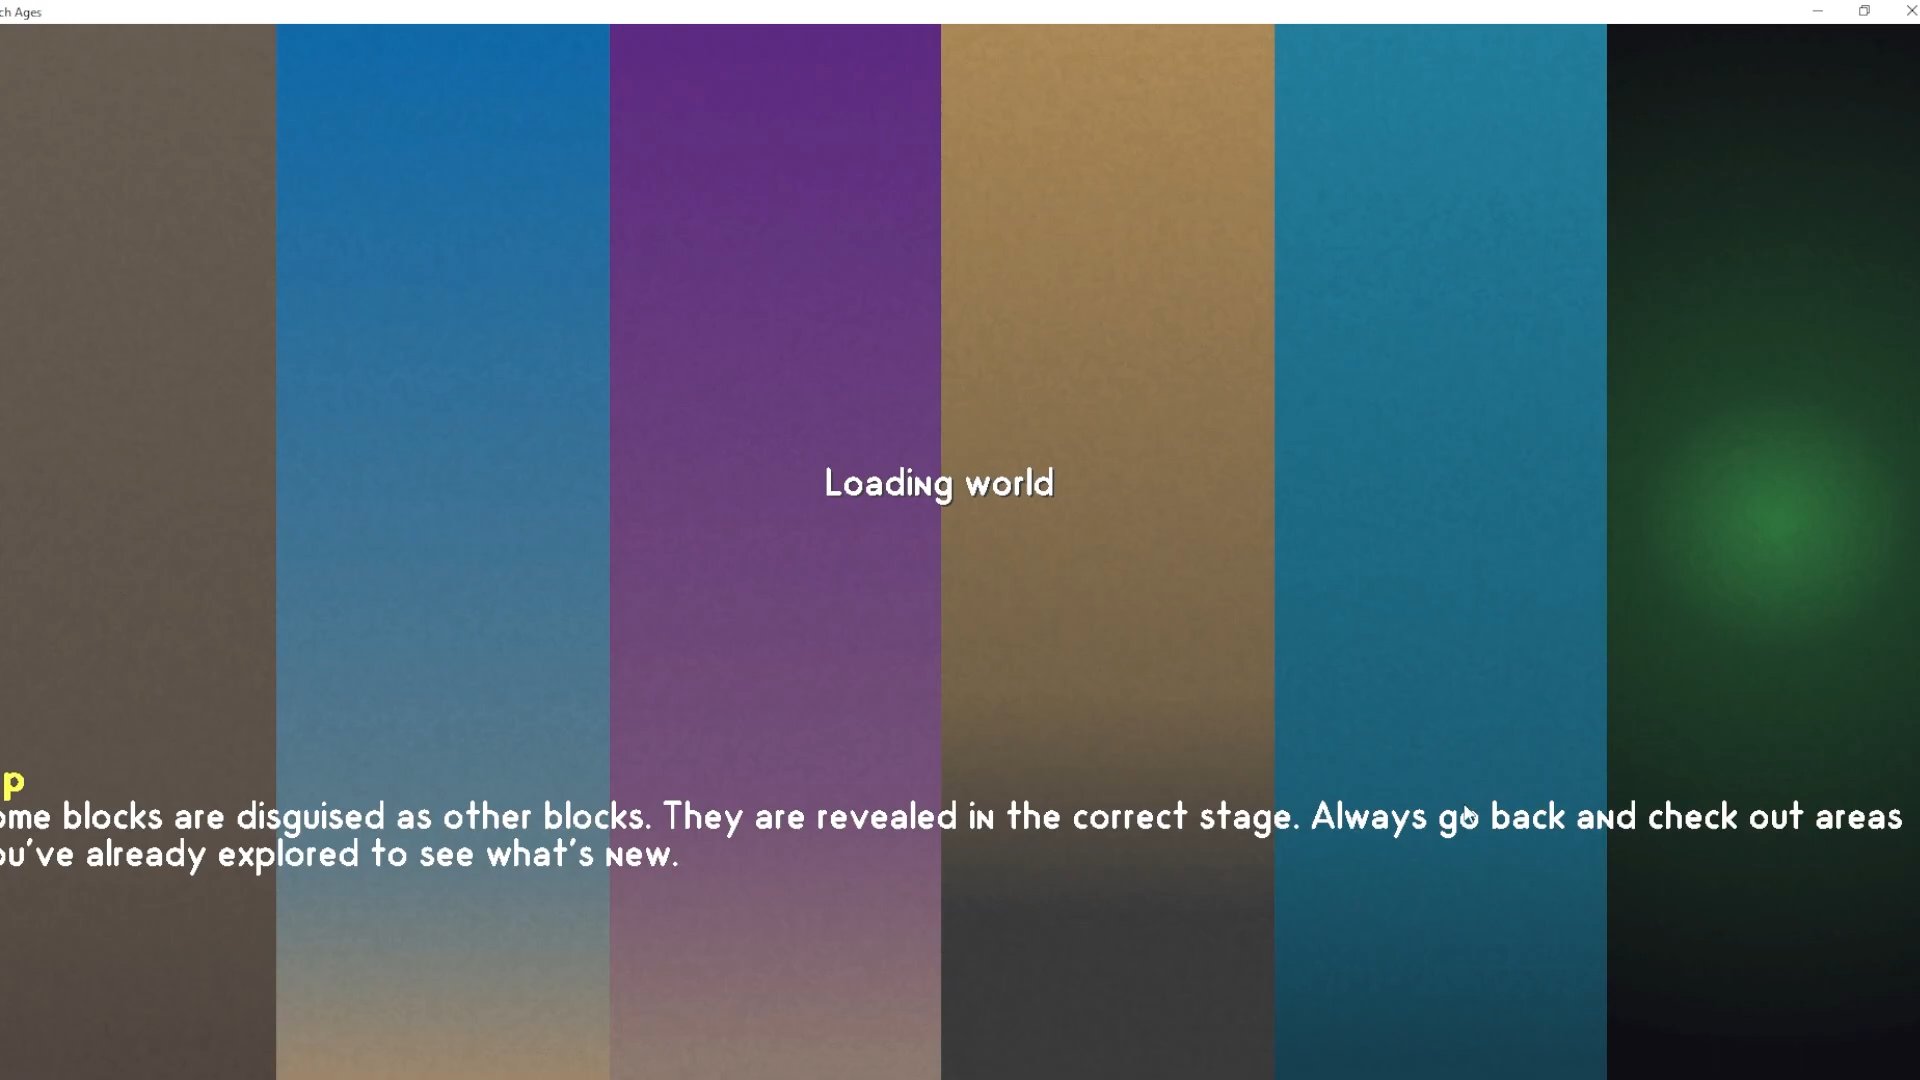 ch Ages
Loading world
p
ome blocks are disguised as other blocks. They are revealed in the correct stage. Always go back and check out areas
ou've already explored to see what's new.